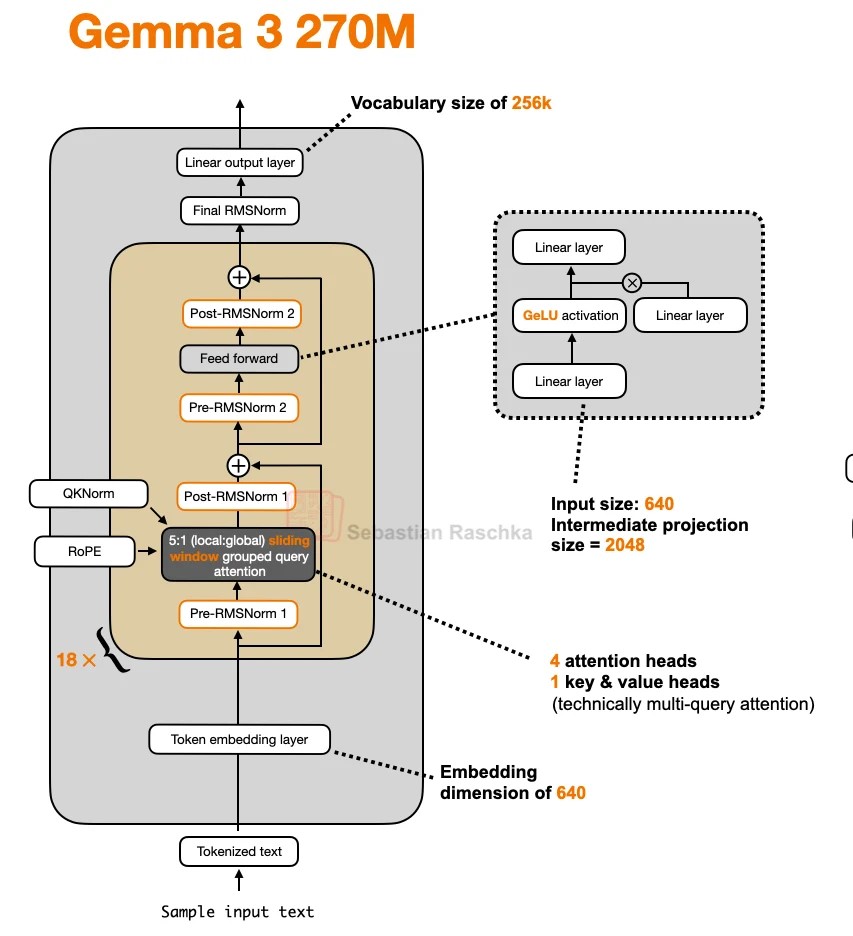 Gemma 3 270M
Vocabulary size of 256k
Linear output layer
Final RMSNorm
+
Post-RMSNorm 2
Feed forward
Pre-RMSNorm 2
+
Post-RMSNorm 1
QKNorm
RoPE
5:1 (local:global) sliding
window grouped query
attention
Pre-RMSNorm 1
18 ×
Token embedding layer
Tokenized text
Sample input text
Linear layer
×
GeLU activation
Linear layer
Linear layer
Input size: 640
Intermediate projection
size = 2048
Sebastian Raschka
4 attention heads
1 key & value heads
(technically multi-query attention)
Embedding
dimension of 640